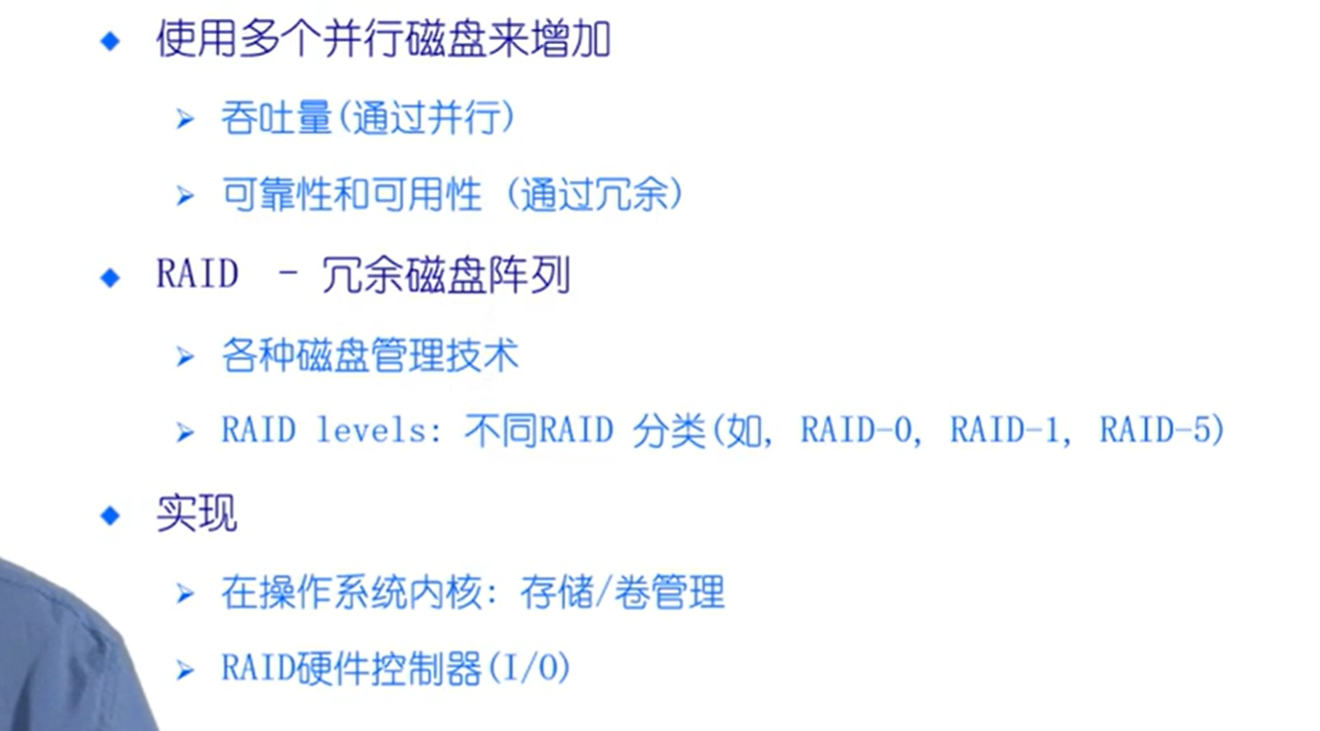 使用多个并行磁盘来增加
吞吐量(通过并行)
可靠性和可用性 (通过冗余)
RAID - 冗余磁盘阵列
各种磁盘管理技术
RAID levels: 不同RAID 分类(如, RAID-0, RAID-1, RAID-5)
实现
在操作系统内核: 存储/卷管理
RAID硬件控制器(I/O)